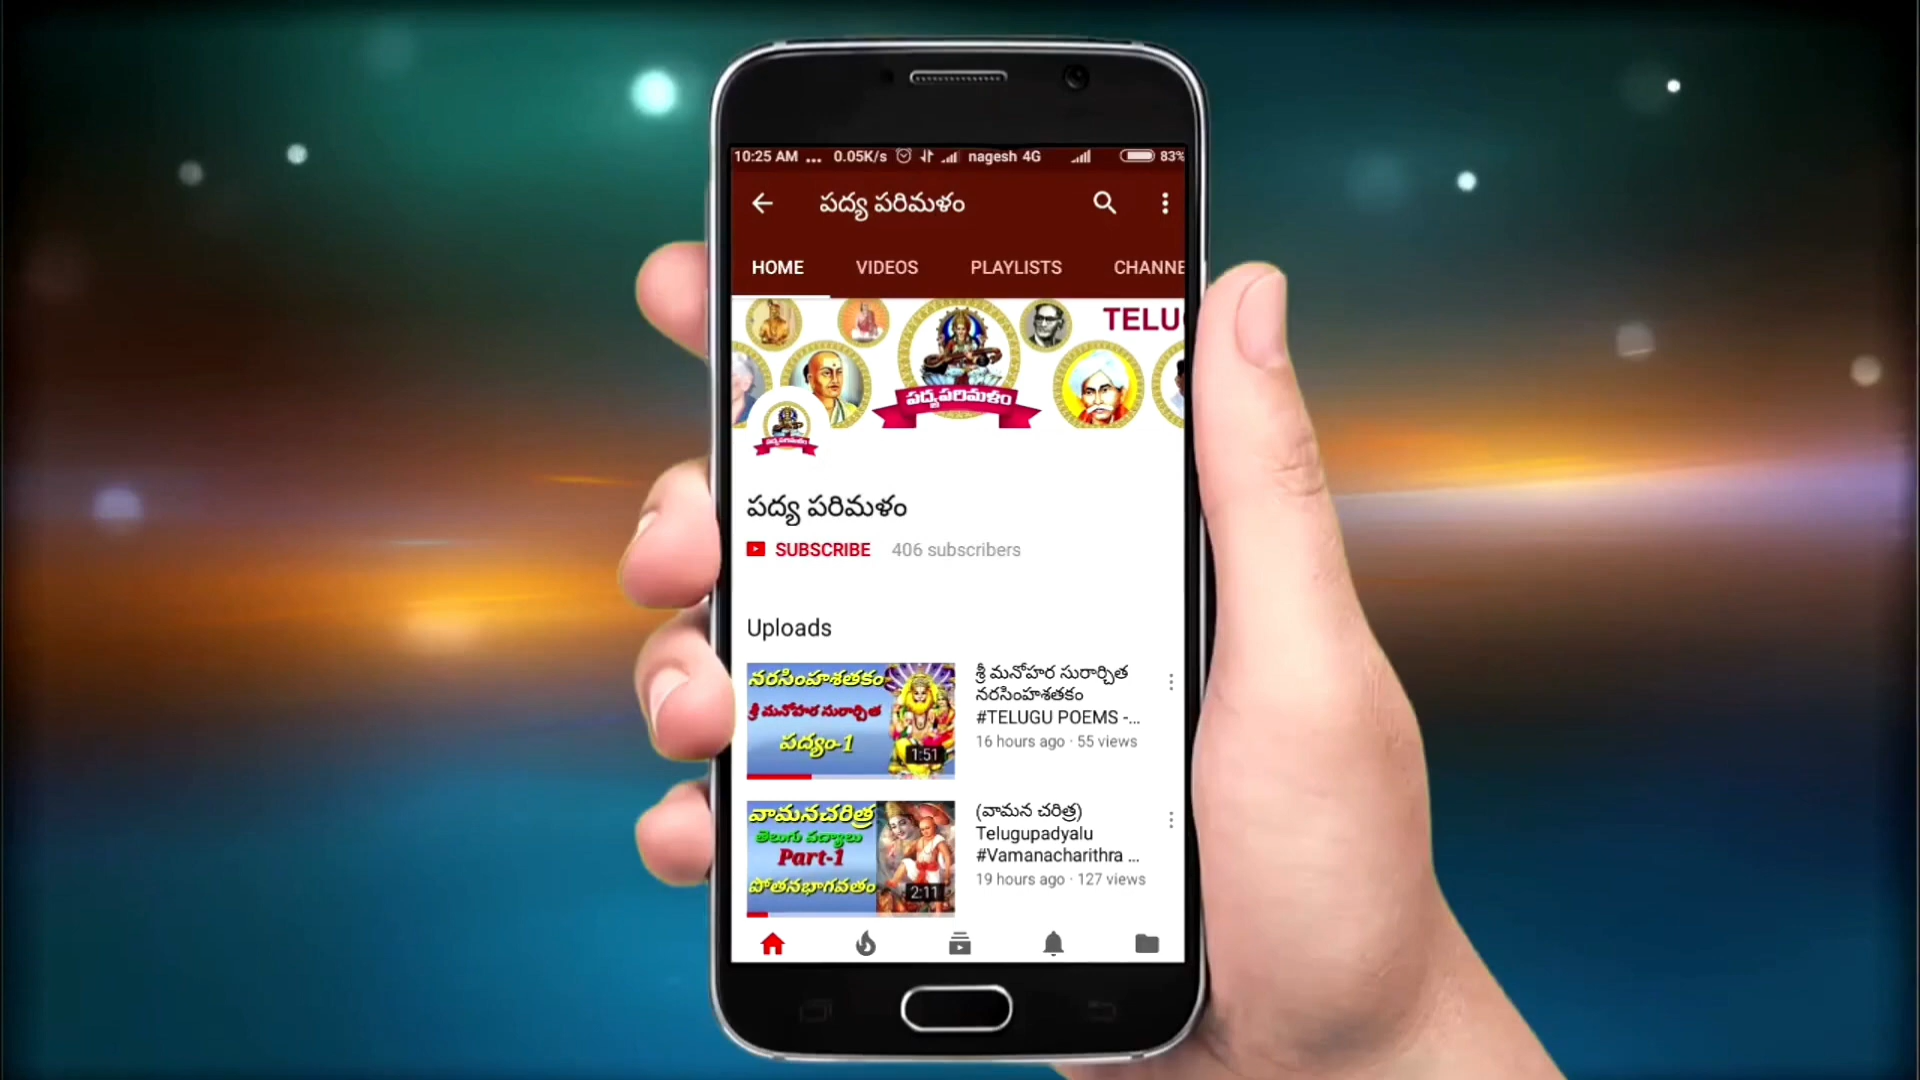 10:25 AM ... 0.05K/s nagesh 4G 83%
పద్య పరిమళం
HOME VIDEOS PLAYLISTS CHANNE
TELU
పద్యపరిమళం
పద్యపరిమళం
పద్య పరిమళం
SUBSCRIBE 406 subscribers
Uploads
నరసింహశతకం
శ్రీ మనోహర సురార్చిత
పద్యం-1
1:51
శ్రీ మనోహర సురార్చిత
నరసింహశతకం
#TELUGU POEMS -...
16 hours ago · 55 views
వామనచరిత్ర
తెలుగు పద్యాలు
Part-1
పోతనభాగవతం
2:11
(వామన చరిత్ర)
Telugupadyalu
#Vamanacharithra ...
19 hours ago · 127 views